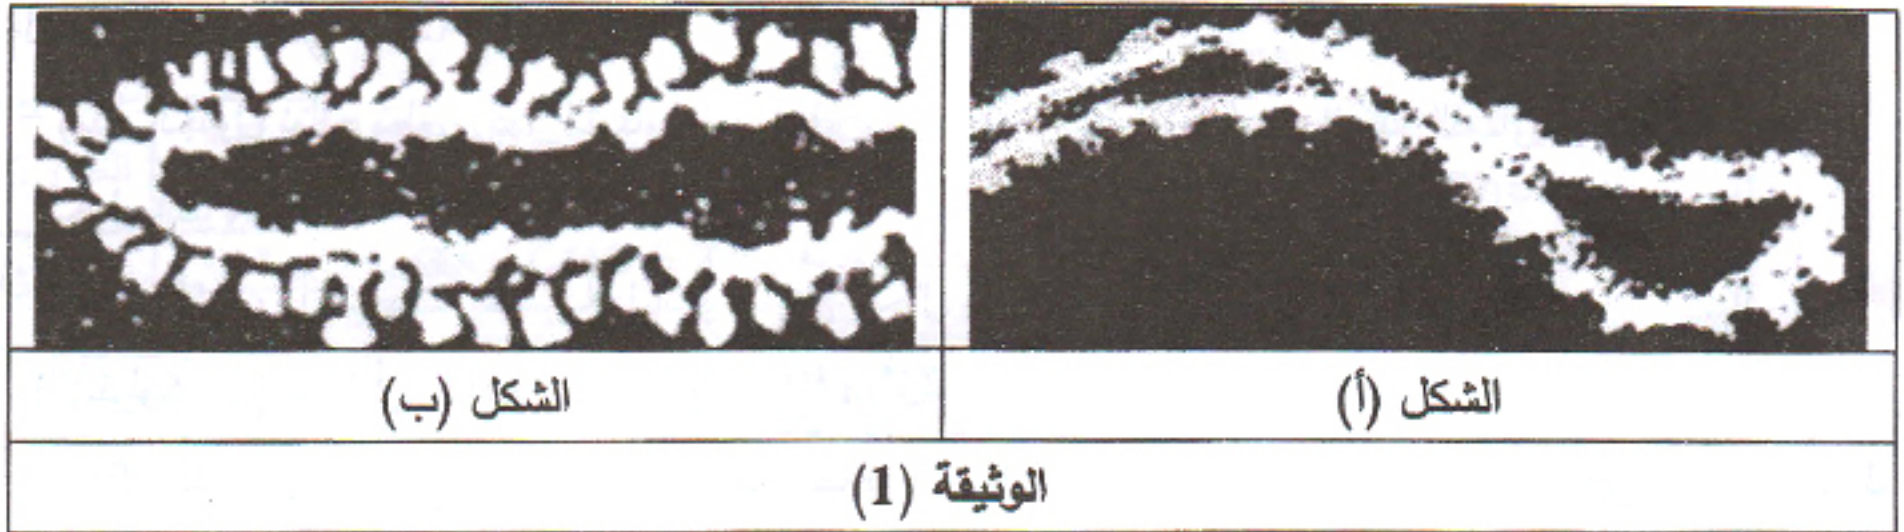 الشكل (أ)
الشكل (ب)
الوثيقة (1)